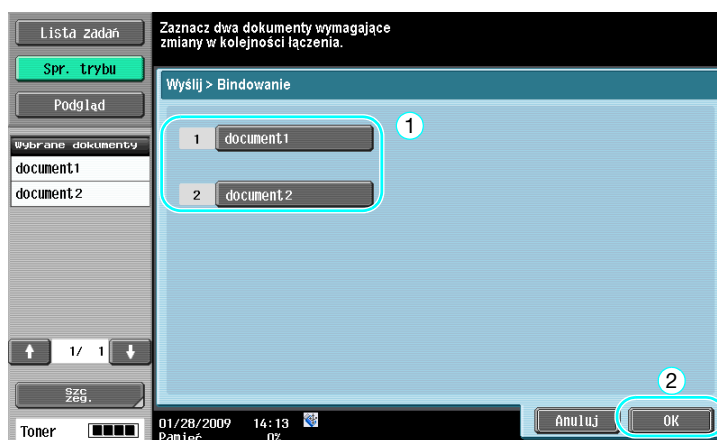 Lista zadań
Spr. trybu
Podgląd
Wybrane dokumenty
document1
document2
1/ 1
Szc
zeg.
Toner
Zaznacz dwa dokumenty wymagające
zmiany w kolejności łączenia.
Wyślij > Bindowanie
1 document1
1
2 document2
2
Anuluj OK
01/28/2009 14:13
Pamięć 0%